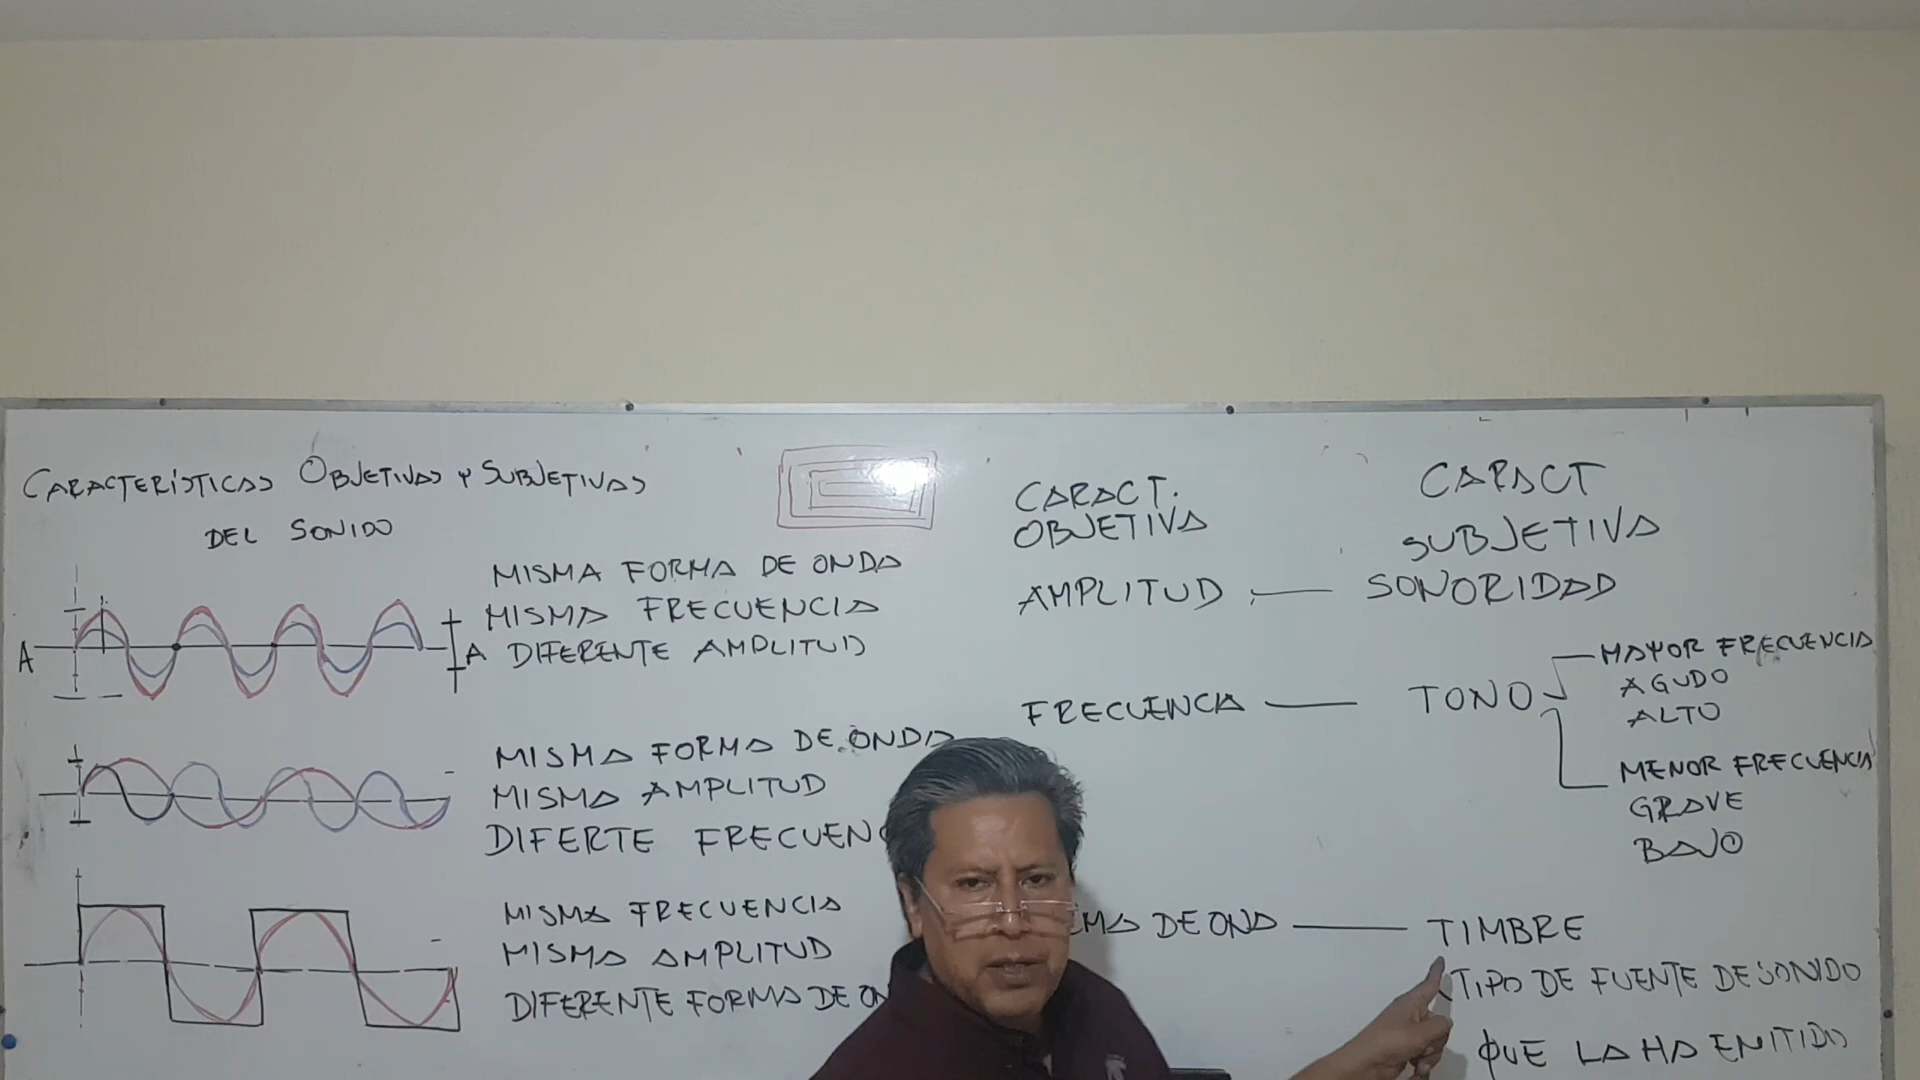 CARACTERÍSTICAS OBJETIVAS Y SUBJETIVAS
DEL SONIDO
MISMA FORMA DE ONDA
MISMA FRECUENCIA
DIFERENTE AMPLITUD
A
A
MISMA FORMA DE ONDA
MISMA AMPLITUD
DIFERTE FRECUENC
MISMA FRECUENCIA
MISMA AMPLITUD
DIFERENTE FORMA DE ON
CARACT.
OBJETIVA
CARACT
SUBJETIVA
AMPLITUD — SONORIDAD
FRECUENCIA — TONO
MAYOR FRECUENCIA
AGUDO
ALTO
MENOR FRECUENCIA
GRAVE
BAJO
MA DE OND — TIMBRE
TIPO DE FUENTE DE SONIDO
QUE LA HA EMITIDO